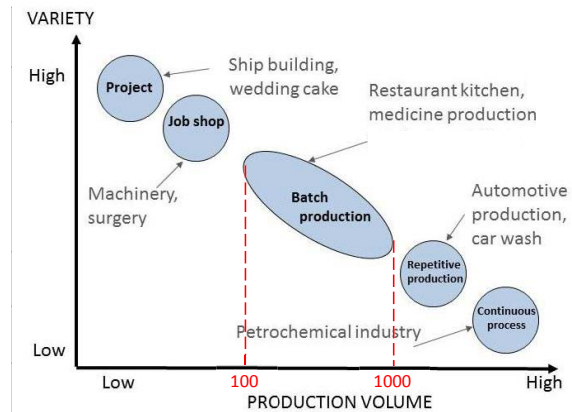 VARIETY
High
Project
Ship building,
wedding cake
Job shop
Restaurant kitchen,
medicine production
Machinery,
surgery
Batch
production
Automotive
production,
car wash
Repetitive
production
Continuous
process
Petrochemical industry
Low
Low
100
1000
High
PRODUCTION VOLUME